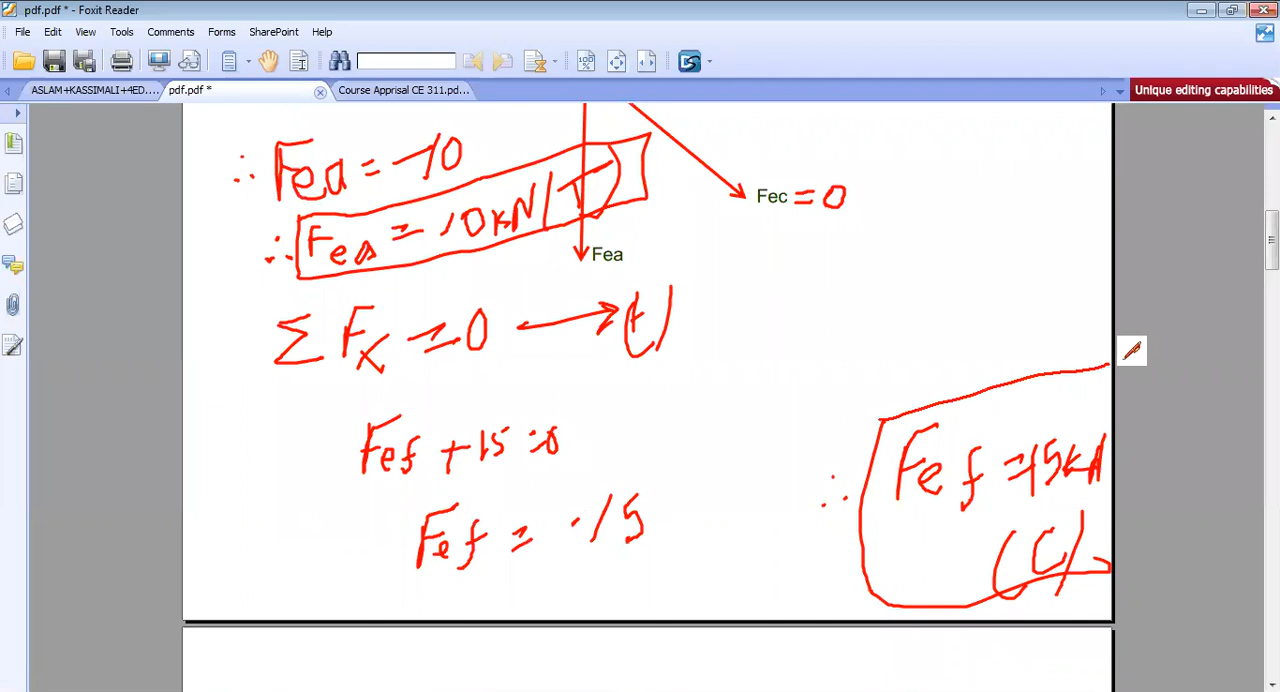 pdf.pdf * - Foxit Reader
File Edit View Tools Comments Forms SharePoint Help
ASLAM+KASSIMALI+4ED.... pdf.pdf * Course Apprisal CE 311.pd... Unique editing capabilities
∴ Fea = -10
Fec = 0
∴ Fea = 10kN (T)
Fea
Σ Fx = 0 → (+)
Fef + 15 = 0
∴ Fef = 15kN
Fef = -15
(C)